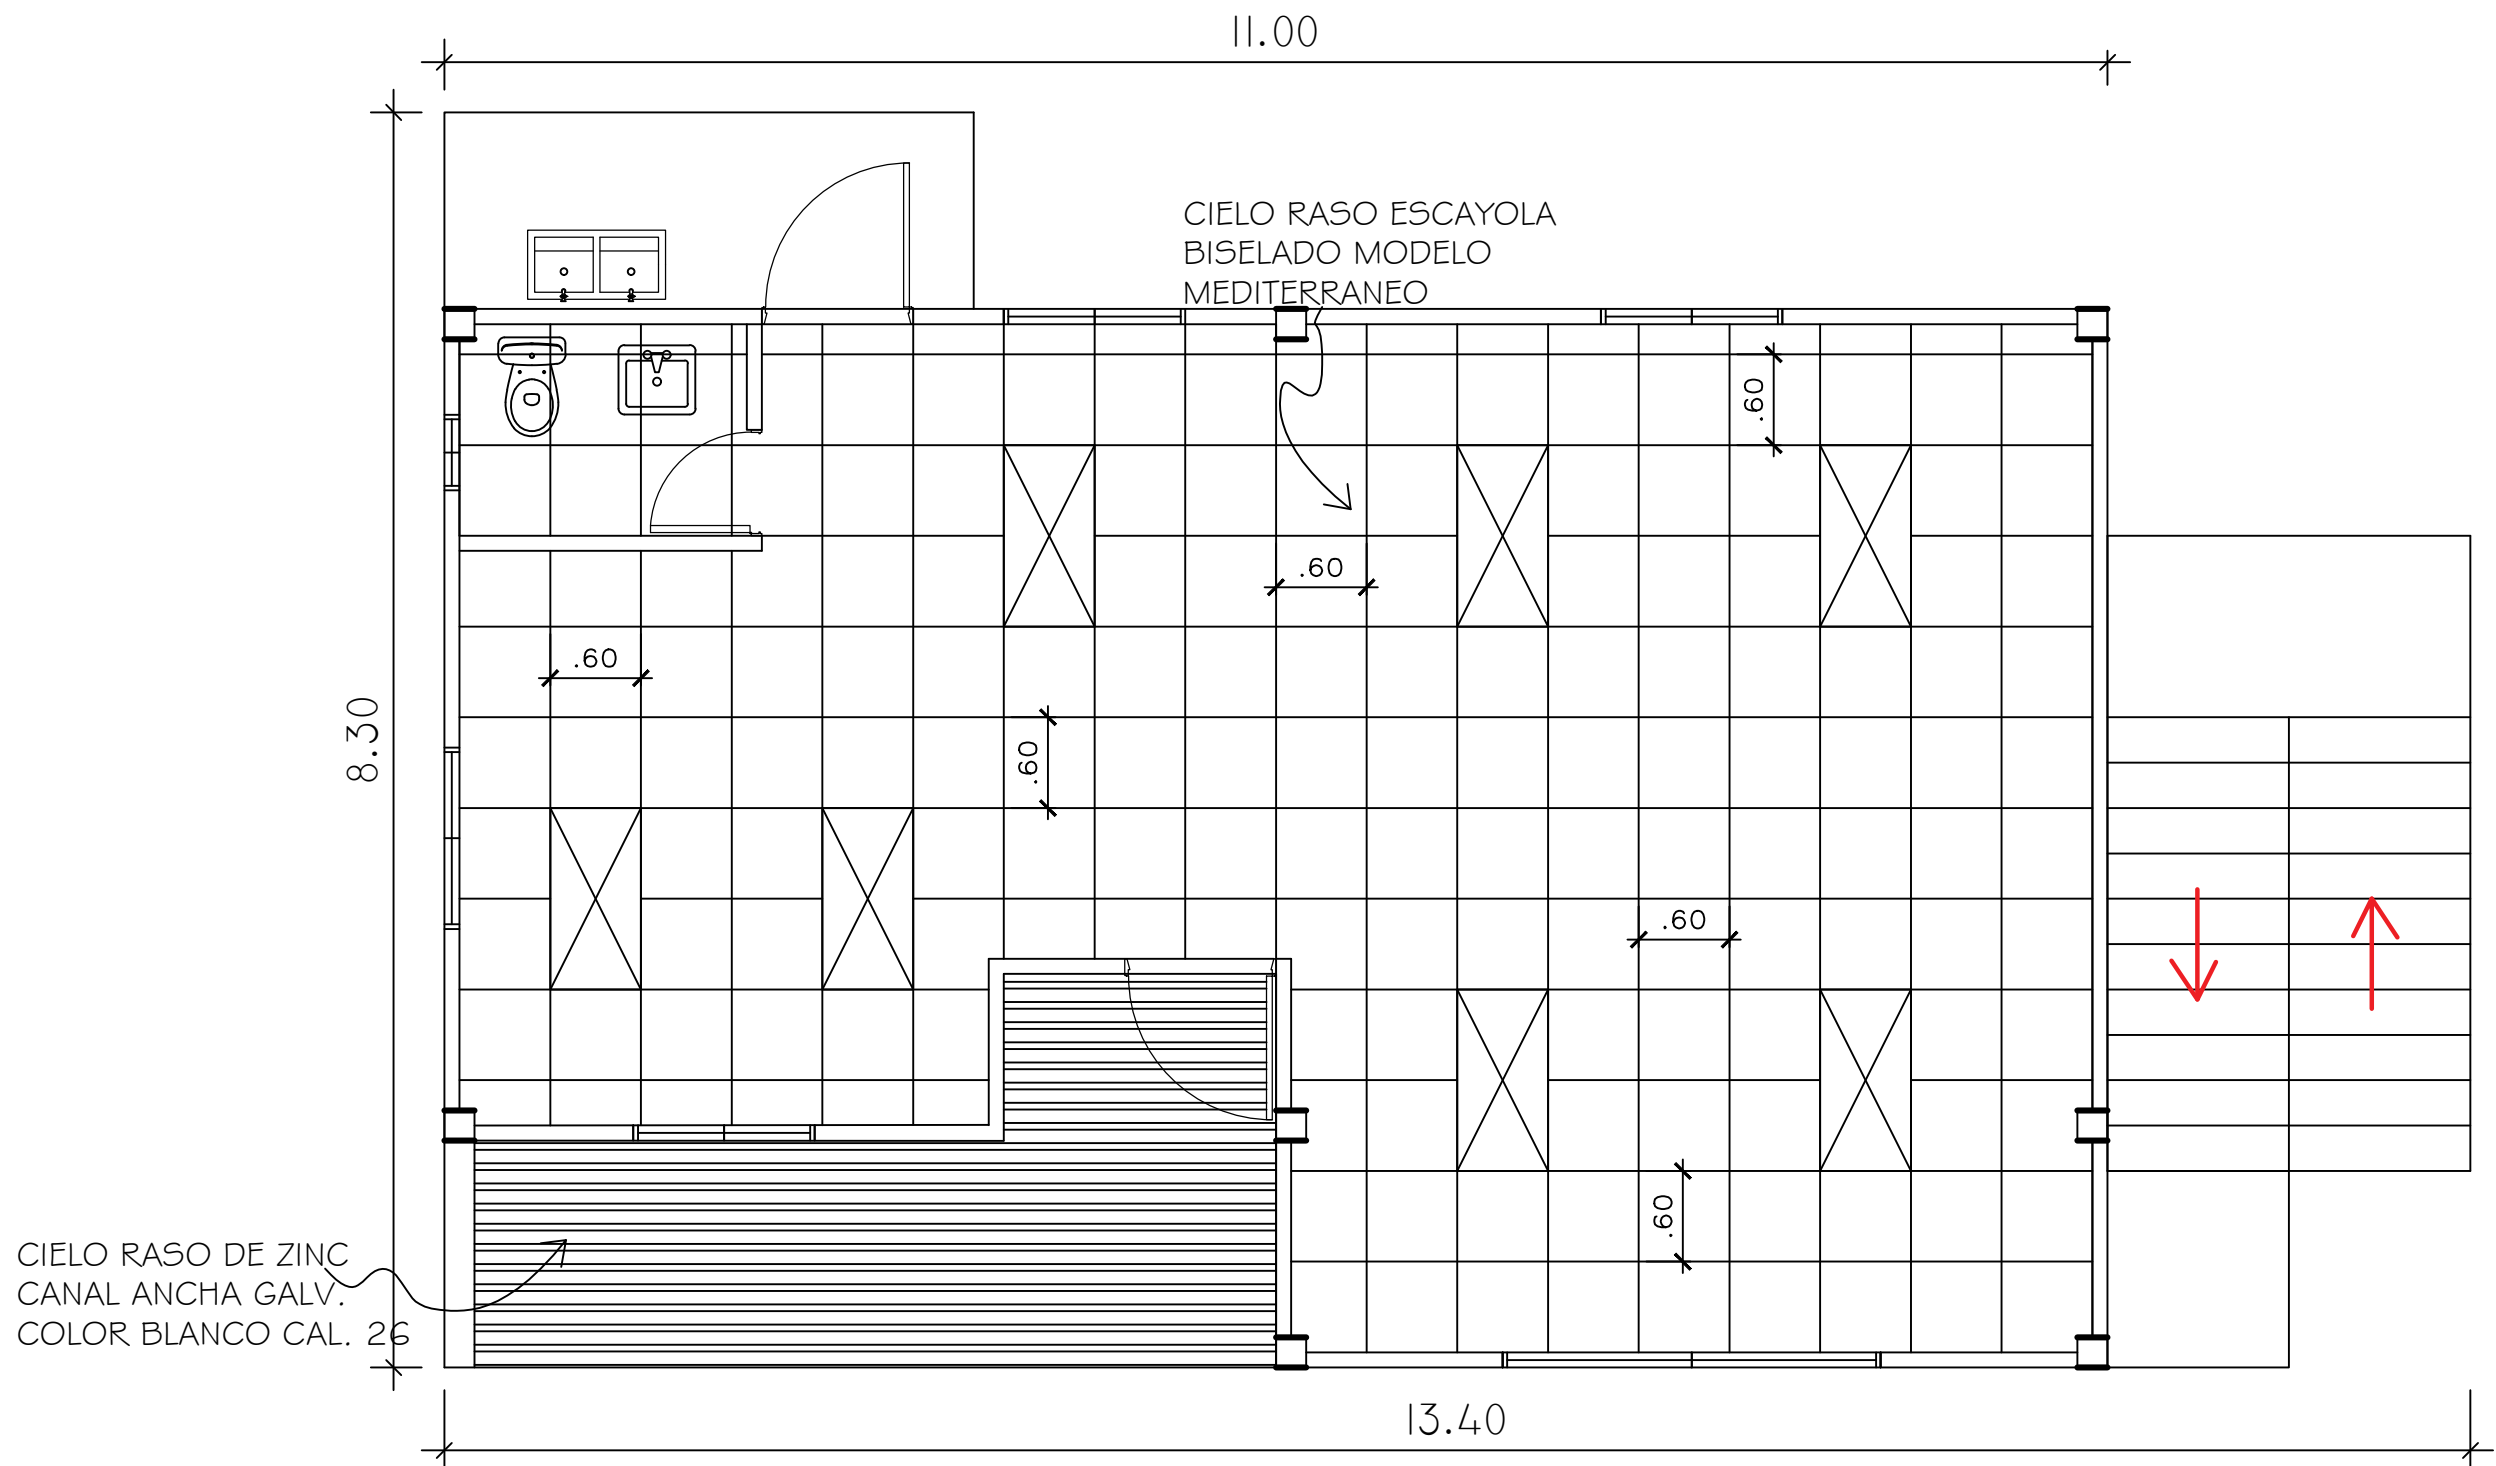 11.00
CIELO RASO ESCAYOLA
BISELADO MODELO
MEDITERRANEO
.60
.60
.60
8.30
.60
.60
.60
CIELO RASO DE ZINC
CANAL ANCHA GALV.
COLOR BLANCO CAL. 26
13.40